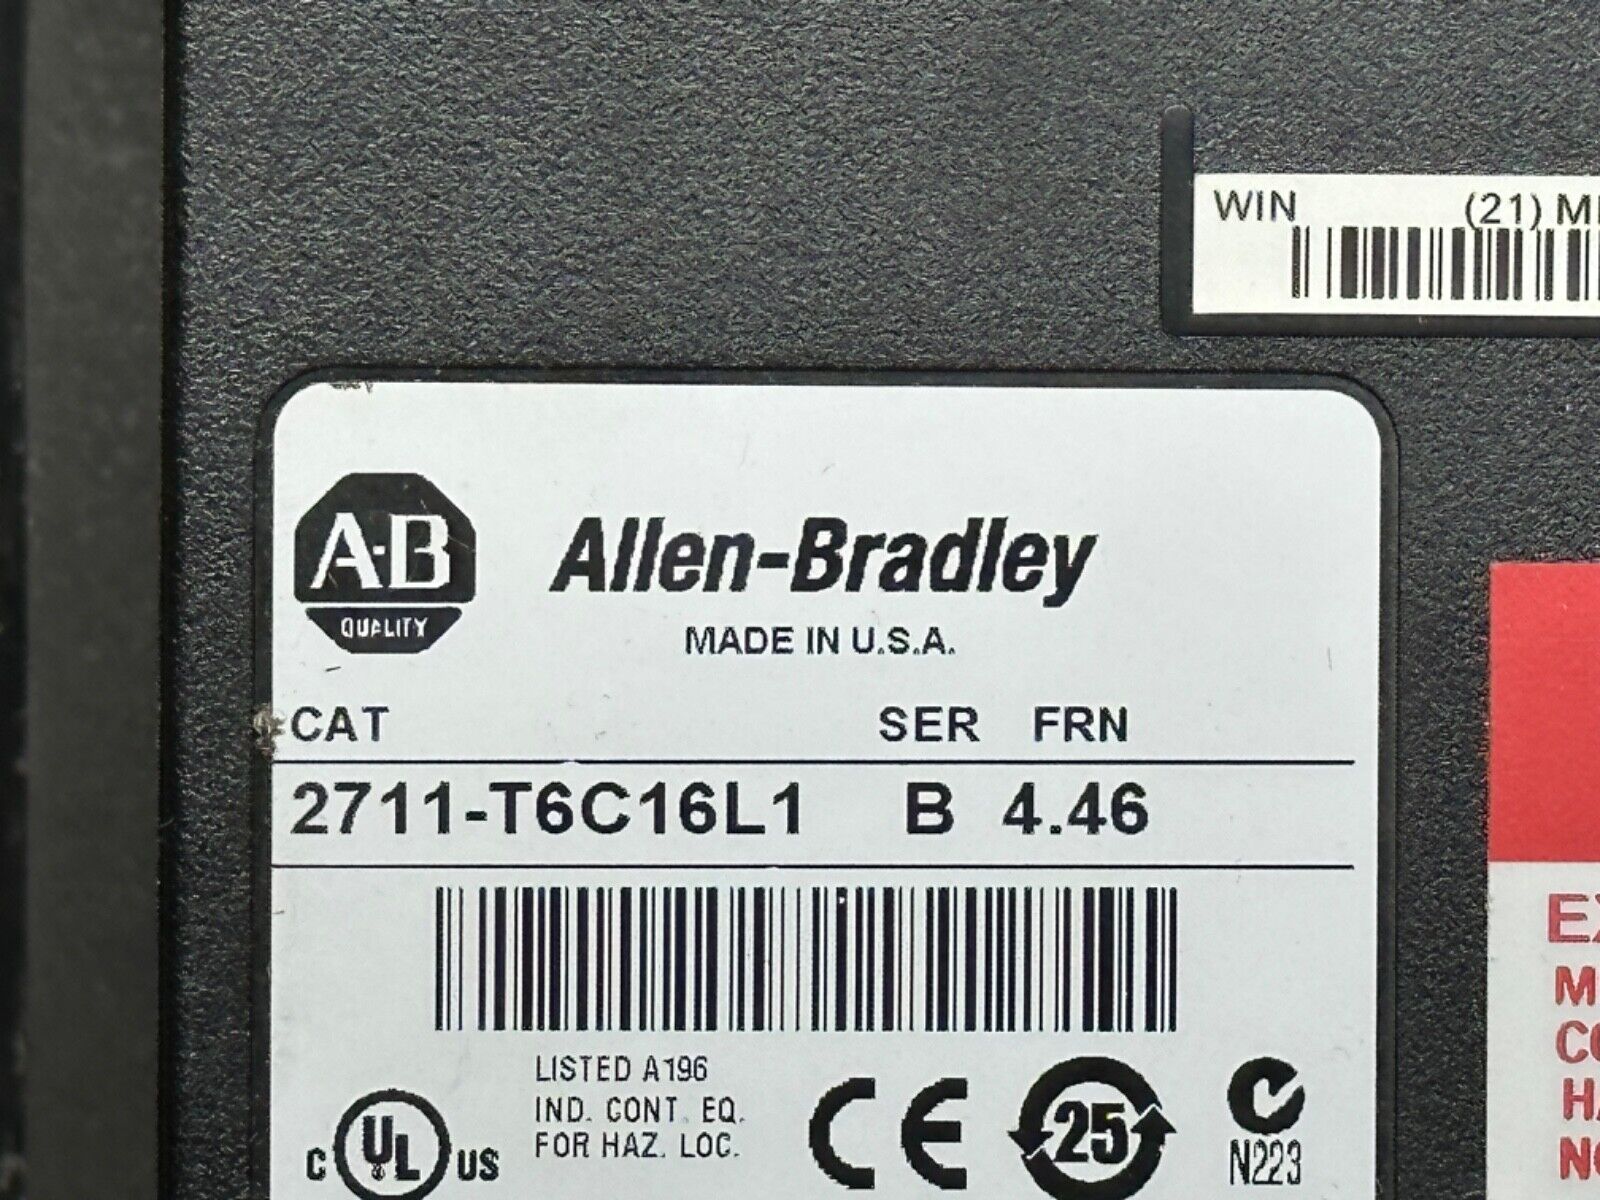 WIN (21)
A-B
QUALITY
Allen-Bradley
MADE IN U.S.A.
CAT SER FRN
2711-T6C16L1 B 4.46
LISTED A196
IND. CONT. EQ.
FOR HAZ. LOC.
C UL US
CE
25
N223